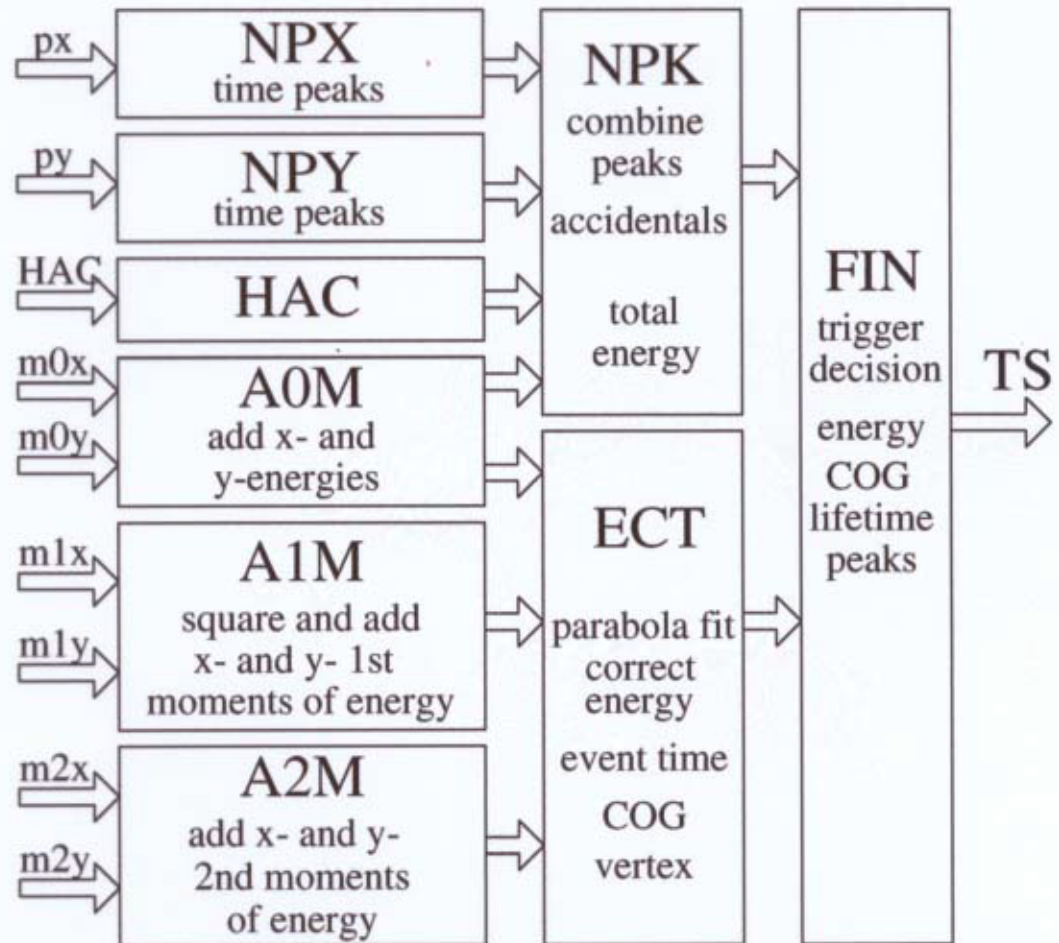 px
NPX
time peaks
py
NPY
time peaks
HAC
HAC
m0x
m0y
A0M
add x- and
y-energies
m1x
m1y
A1M
square and add
x- and y- 1st
moments of energy
m2x
m2y
A2M
add x- and y-
2nd moments
of energy
NPK
combine
peaks
accidentals
total
energy
ECT
parabola fit
correct
energy
event time
COG
vertex
FIN
trigger
decision
energy
COG
lifetime
peaks
TS